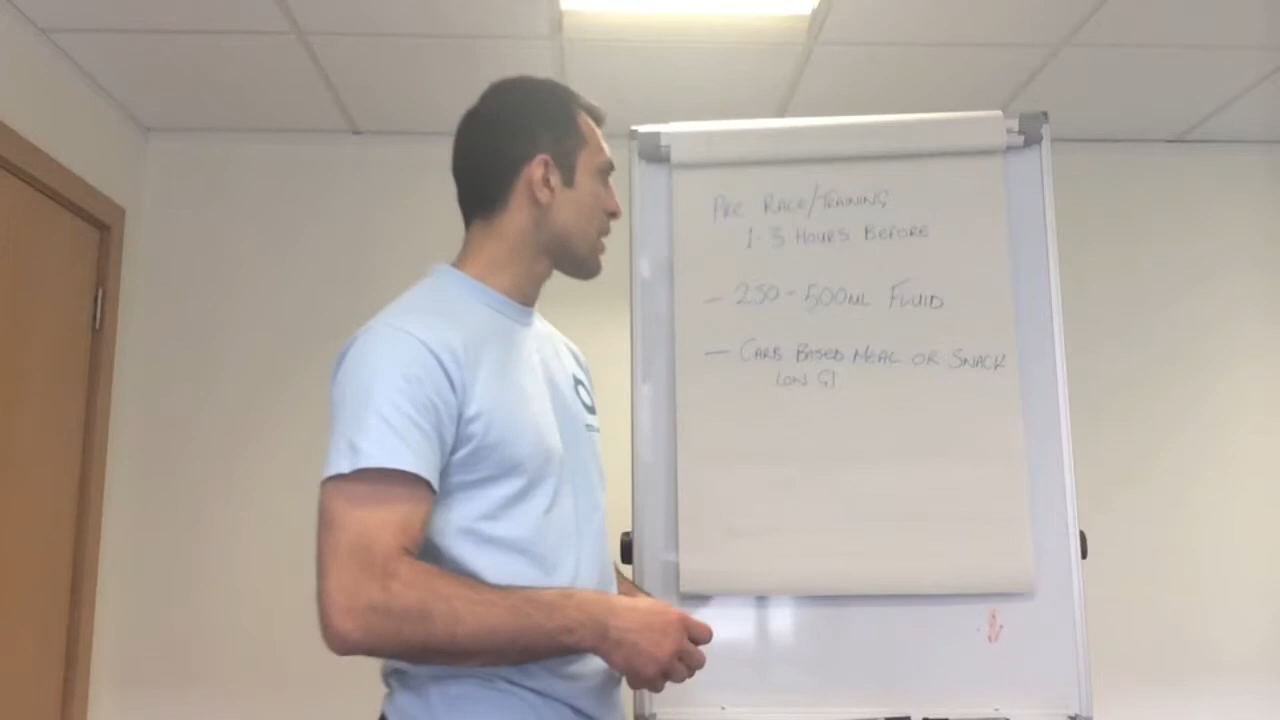 PRE RACE/TRAINING
1-3 HOURS BEFORE
- 250-500ML FLUID
- CARB BASED MEAL OR SNACK
LOW GI